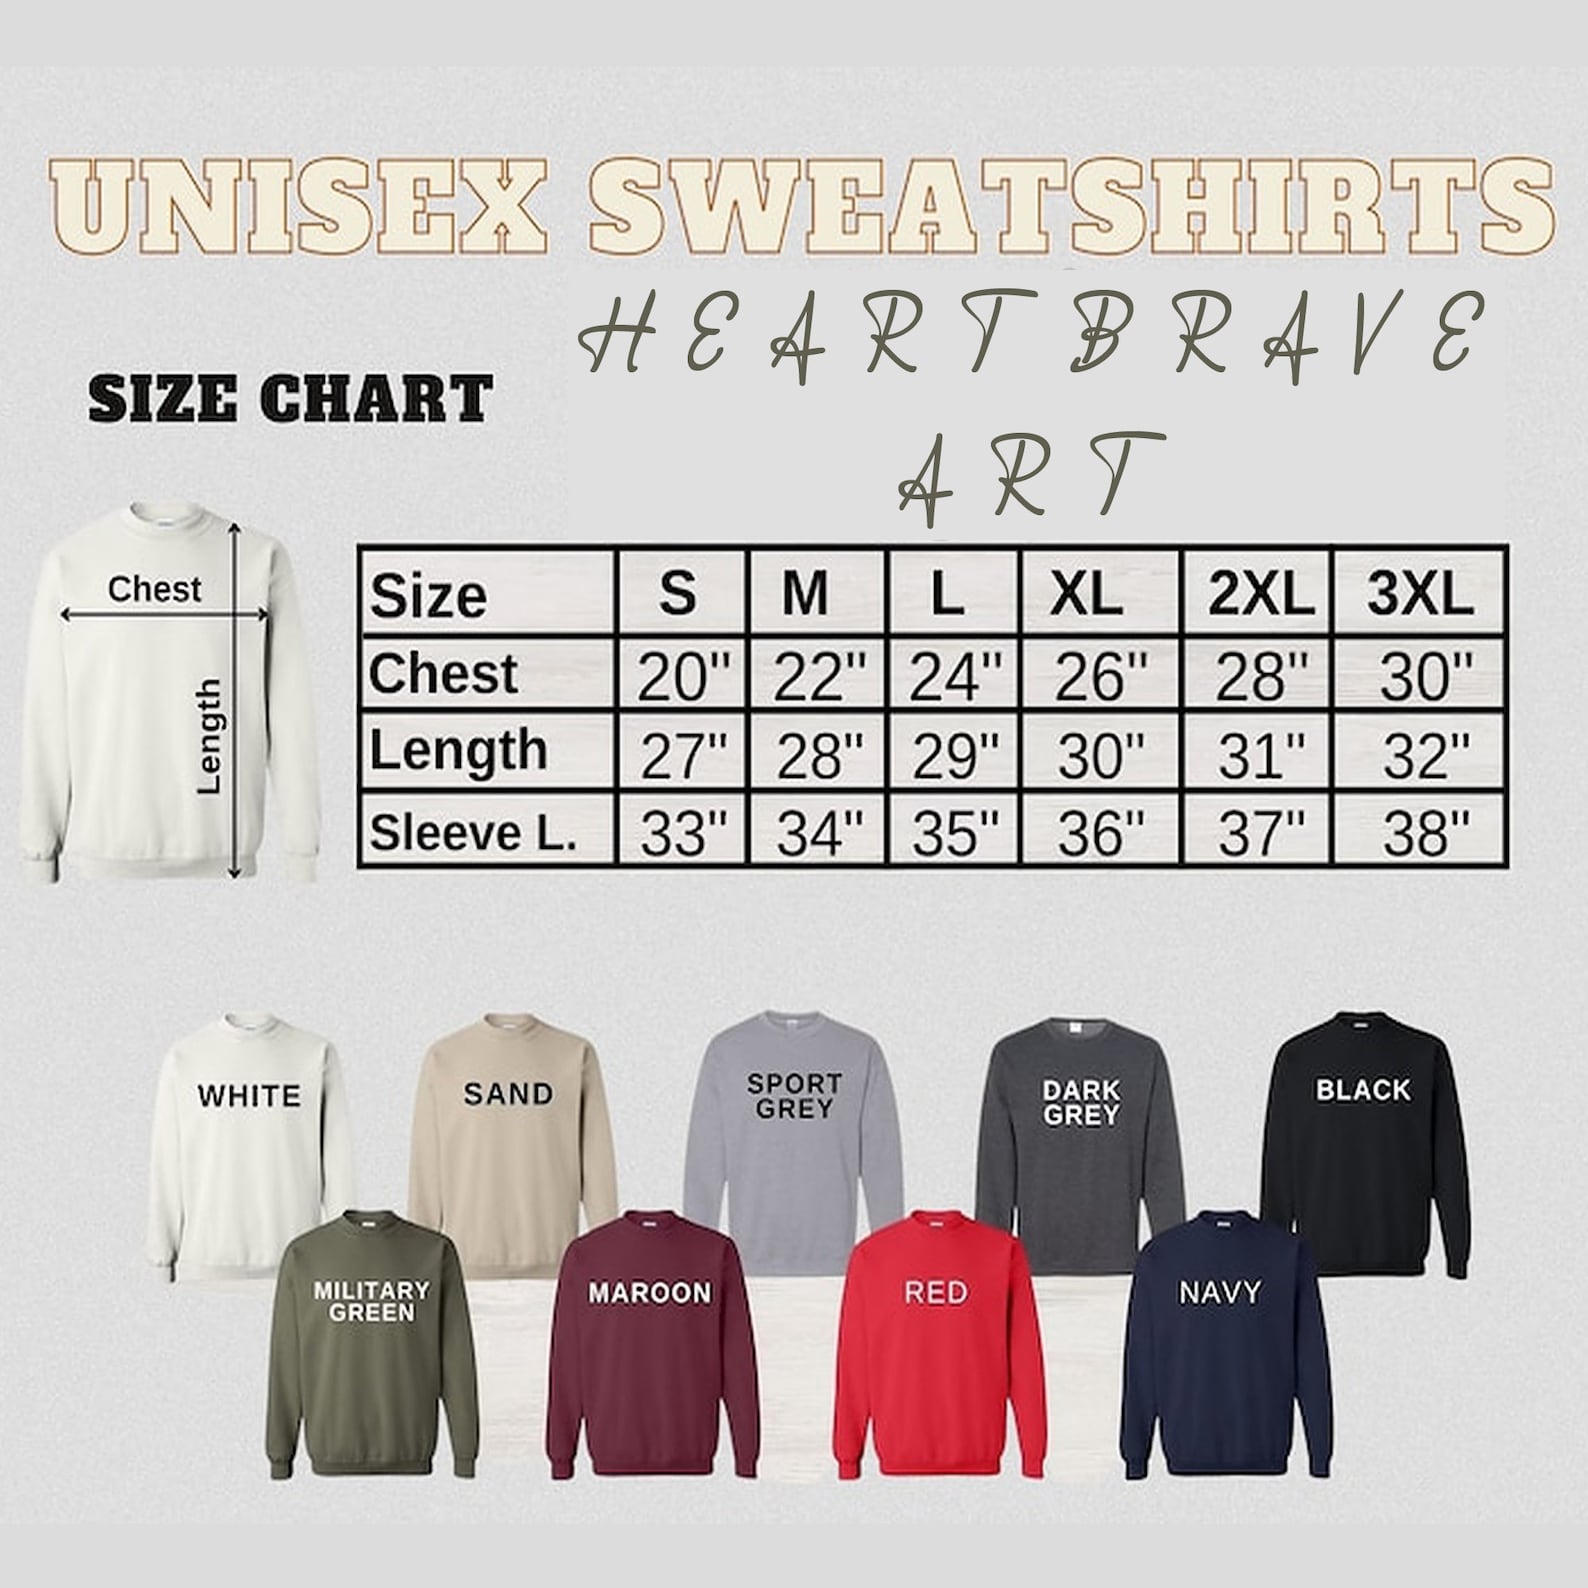 UNISEX SWEATSHIRTS
HEARTBRAVE
ART
SIZE CHART
Chest
Length
Size S M L XL 2XL 3XL
Chest 20" 22" 24" 26" 28" 30"
Length 27" 28" 29" 30" 31" 32"
Sleeve L. 33" 34" 35" 36" 37" 38"
WHITE
SAND
SPORT
GREY
DARK
GREY
BLACK
MILITARY
GREEN
MAROON
RED
NAVY